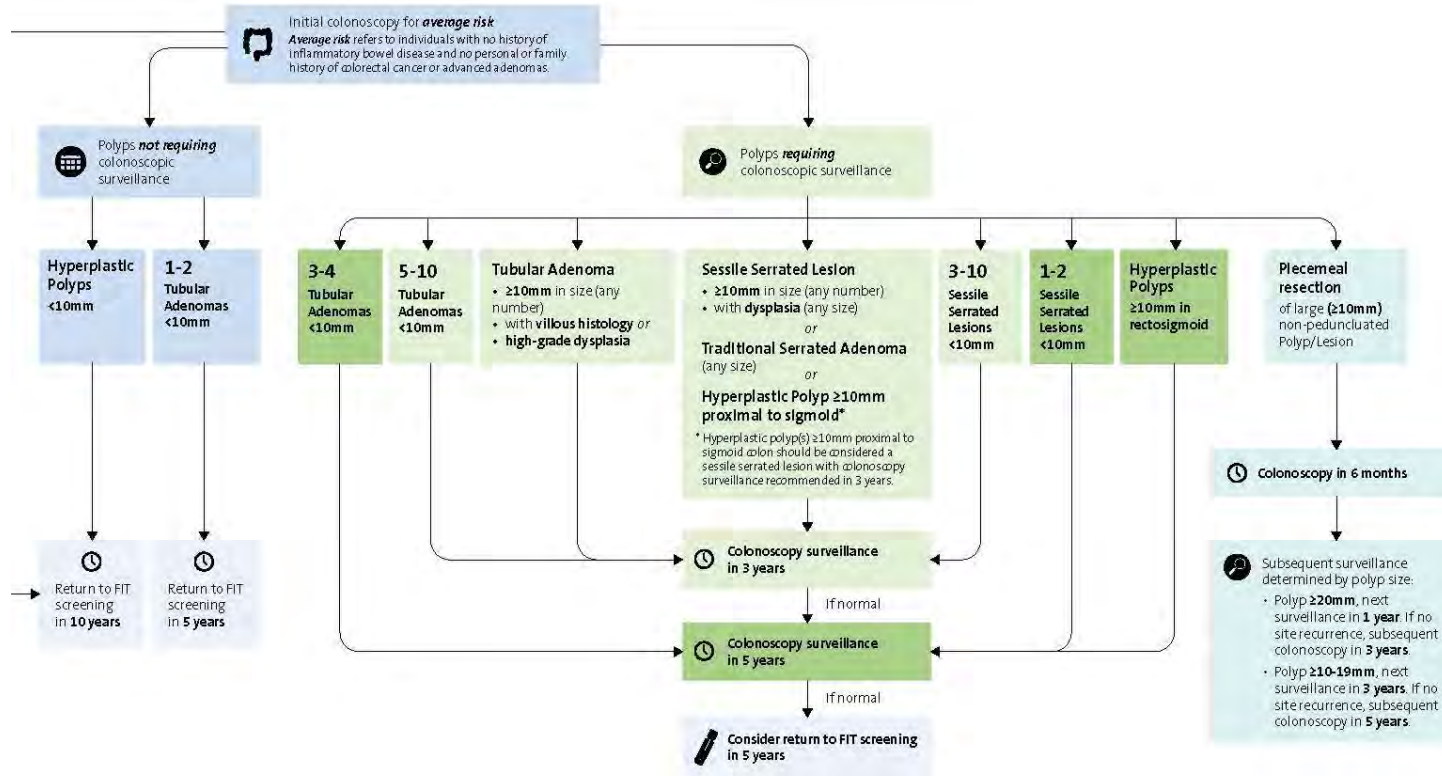 Initial colonoscopy for average risk
Average risk refers to individuals with no history of
inflammatory bowel disease and no personal or family
history of colorectal cancer or advanced adenomas.
Polyps not requiring
colonoscopic
surveillance
Polyps requiring
colonoscopic surveillance
Hyperplastic
Polyps
<10mm
1-2
Tubular
Adenomas
<10mm
3-4
Tubular
Adenomas
<10mm
5-10
Tubular
Adenomas
<10mm
Tubular Adenoma
• ≥10mm in size (any
number)
• with villous histology or
• high-grade dysplasia
Sessile Serrated Lesion
• ≥10mm in size (any number)
• with dysplasia (any size)
or
Traditional Serrated Adenoma
(any size)
or
Hyperplastic Polyp ≥10mm
proximal to sigmoid*
* Hyperplastic polyp(s) ≥10mm proximal to
sigmoid colon should be considered a
sessile serrated lesion with colonoscopy
surveillance recommended in 3 years.
3-10
Sessile
Serrated
Lesions
<10mm
1-2
Sessile
Serrated
Lesions
<10mm
Hyperplastic
Polyps
≥10mm in
rectosigmoid
Piecemeal
resection
of large (≥10mm)
non-pedunculated
Polyp/Lesion
Colonoscopy in 6 months
Return to FIT
screening
in 10 years
Return to FIT
screening
in 5 years
Colonoscopy surveillance
in 3 years
If normal
Colonoscopy surveillance
in 5 years
If normal
Consider return to FIT screening
in 5 years
Subsequent surveillance
determined by polyp size:
• Polyp ≥20mm, next
surveillance in 1 year. If no
site recurrence, subsequent
colonoscopy in 3 years.
• Polyp ≥10-19mm, next
surveillance in 3 years. If no
site recurrence, subsequent
colonoscopy in 5 years.